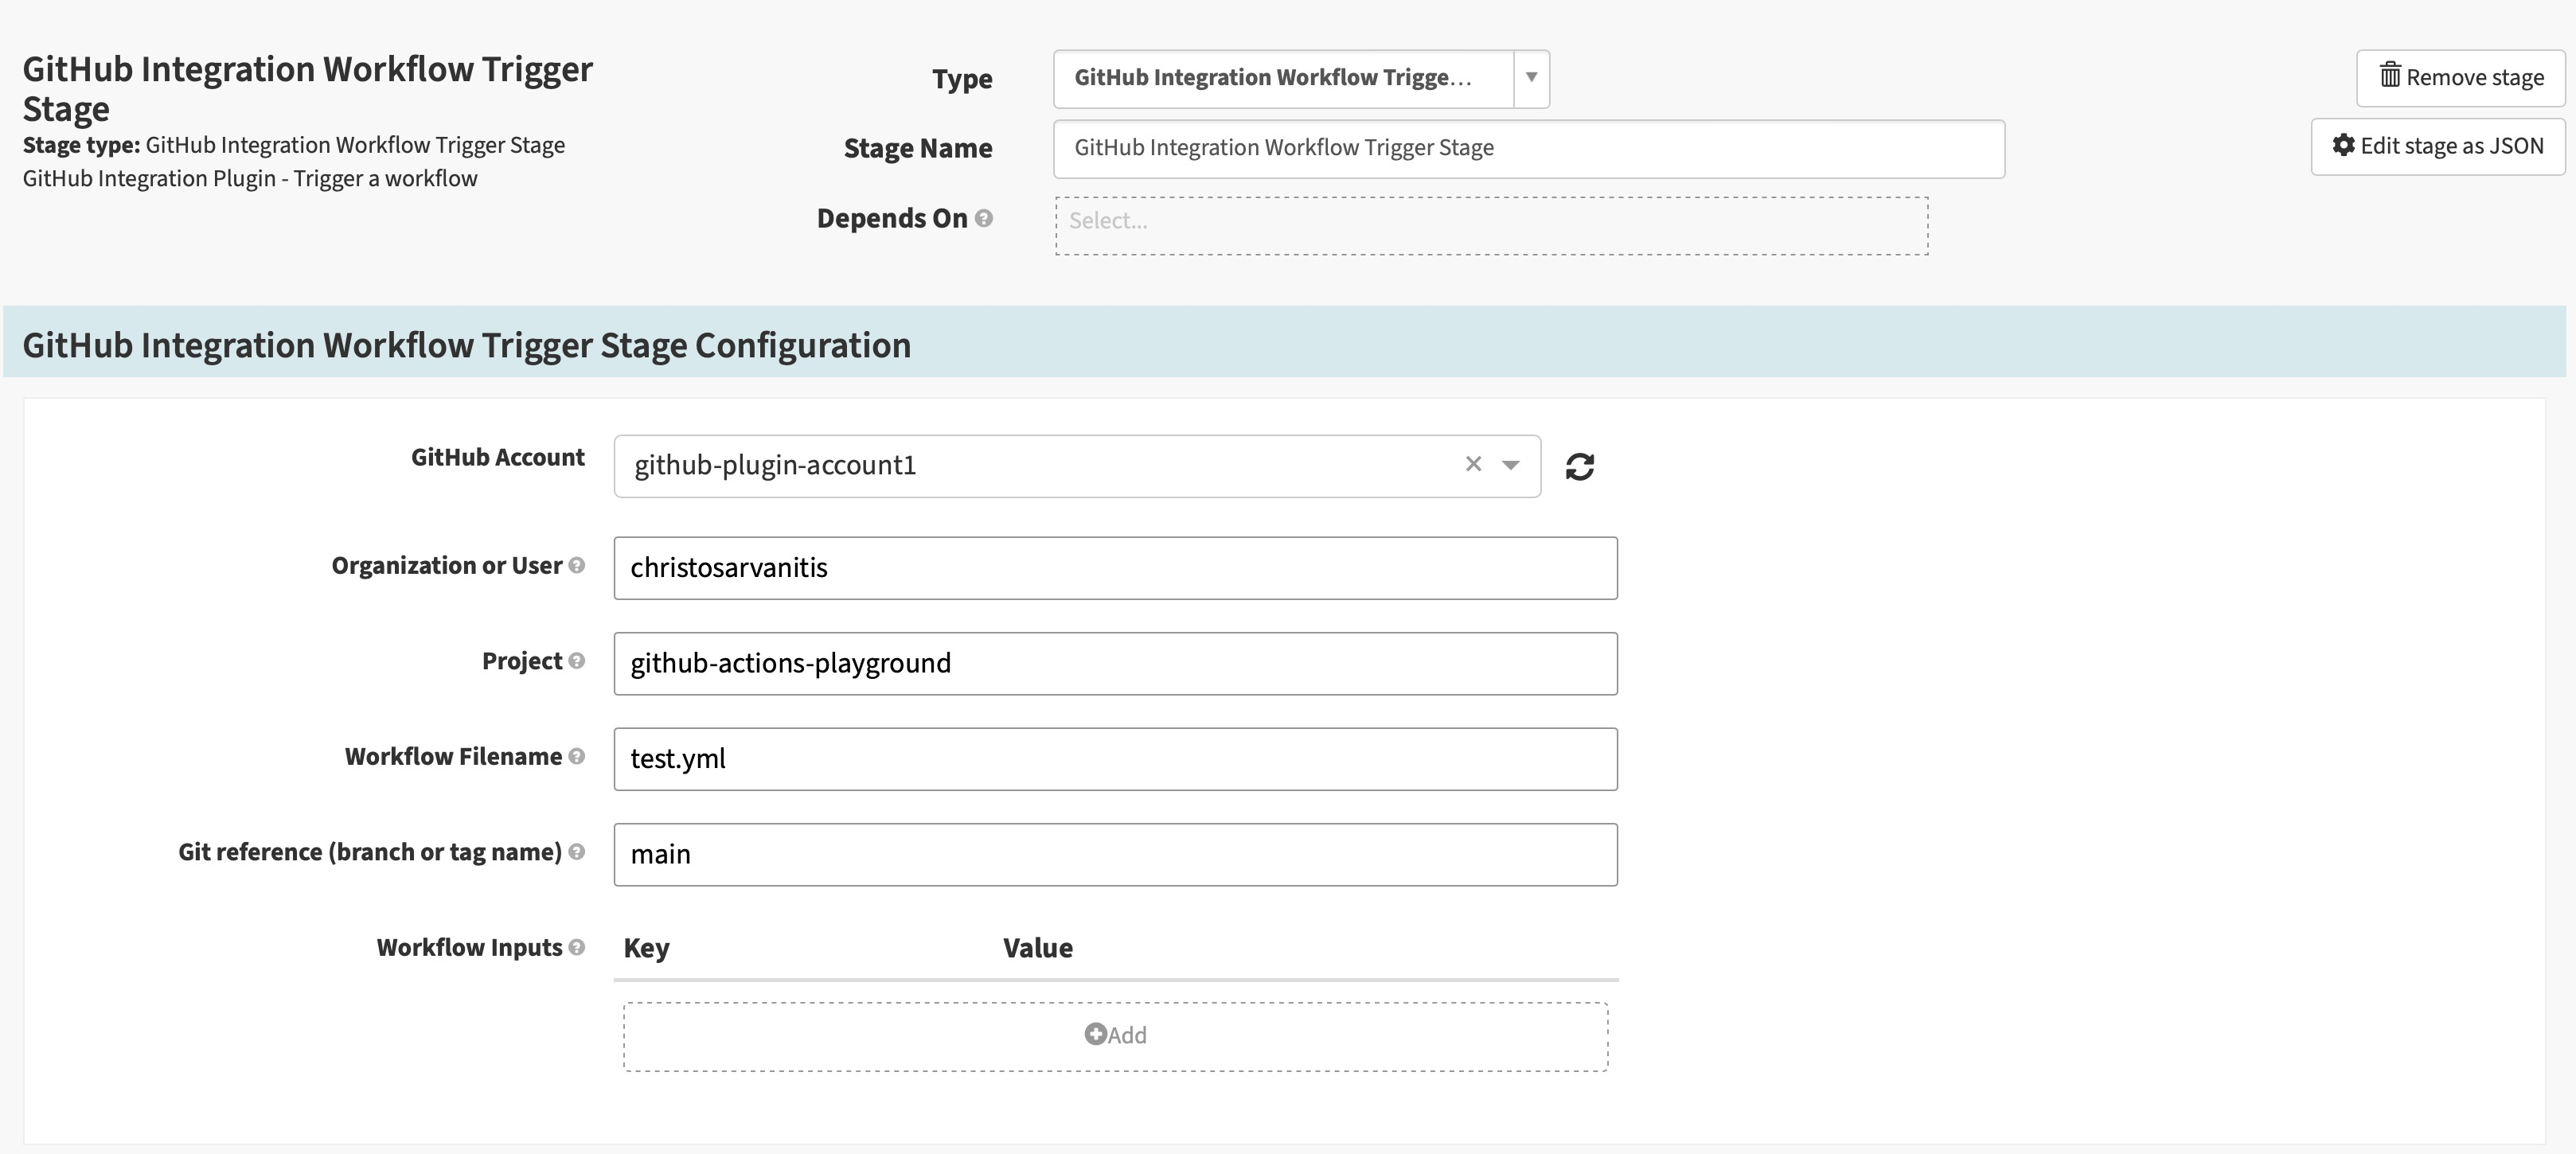 GitHub Integration Workflow Trigger
Stage
Stage type: GitHub Integration Workflow Trigger Stage
GitHub Integration Plugin - Trigger a workflow
Type
GitHub Integration Workflow Trigge...
Stage Name
GitHub Integration Workflow Trigger Stage
Depends On
Select...
Remove stage
Edit stage as JSON
GitHub Integration Workflow Trigger Stage Configuration
GitHub Account
github-plugin-account1
Organization or User
christosarvanitis
Project
github-actions-playground
Workflow Filename
test.yml
Git reference (branch or tag name)
main
Workflow Inputs
Key Value
Add